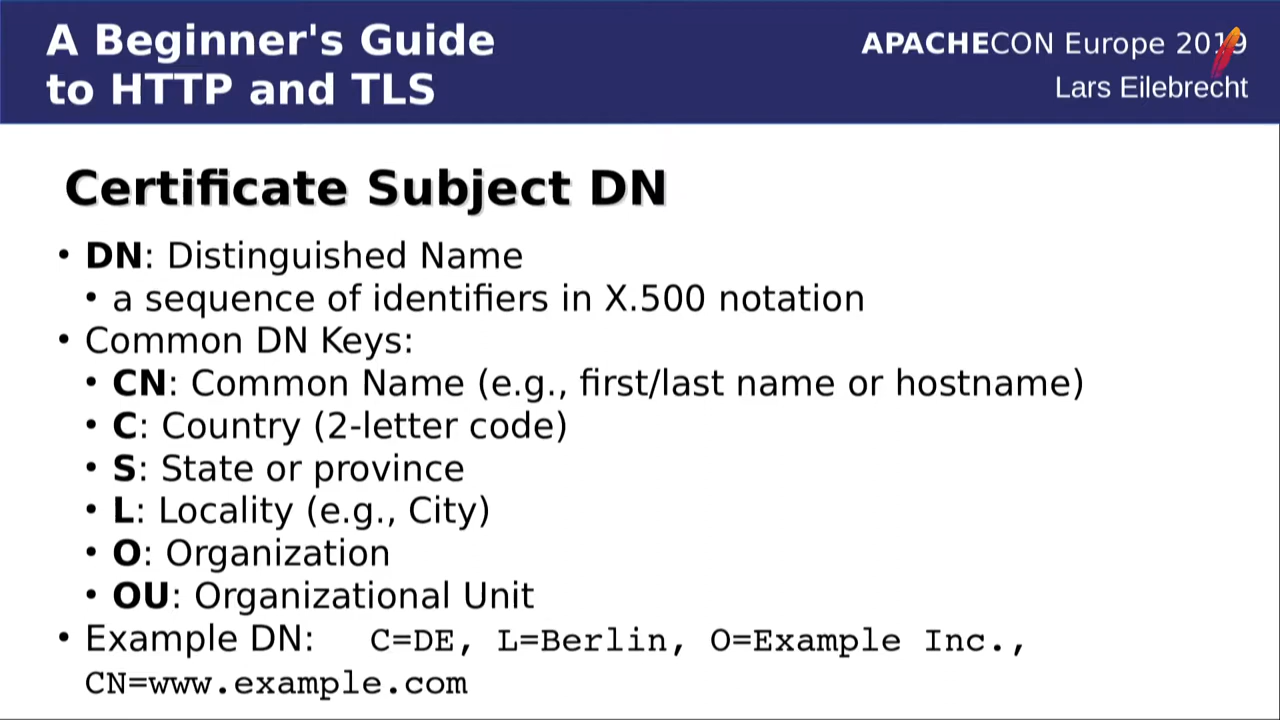 A Beginner's Guide
to HTTP and TLS
APACHECON Europe 2019
Lars Eilebrecht
Certificate Subject DN
• DN: Distinguished Name
• a sequence of identifiers in X.500 notation
• Common DN Keys:
• CN: Common Name (e.g., first/last name or hostname)
• C: Country (2-letter code)
• S: State or province
• L: Locality (e.g., City)
• O: Organization
• OU: Organizational Unit
• Example DN: C=DE, L=Berlin, O=Example Inc.,
CN=www.example.com